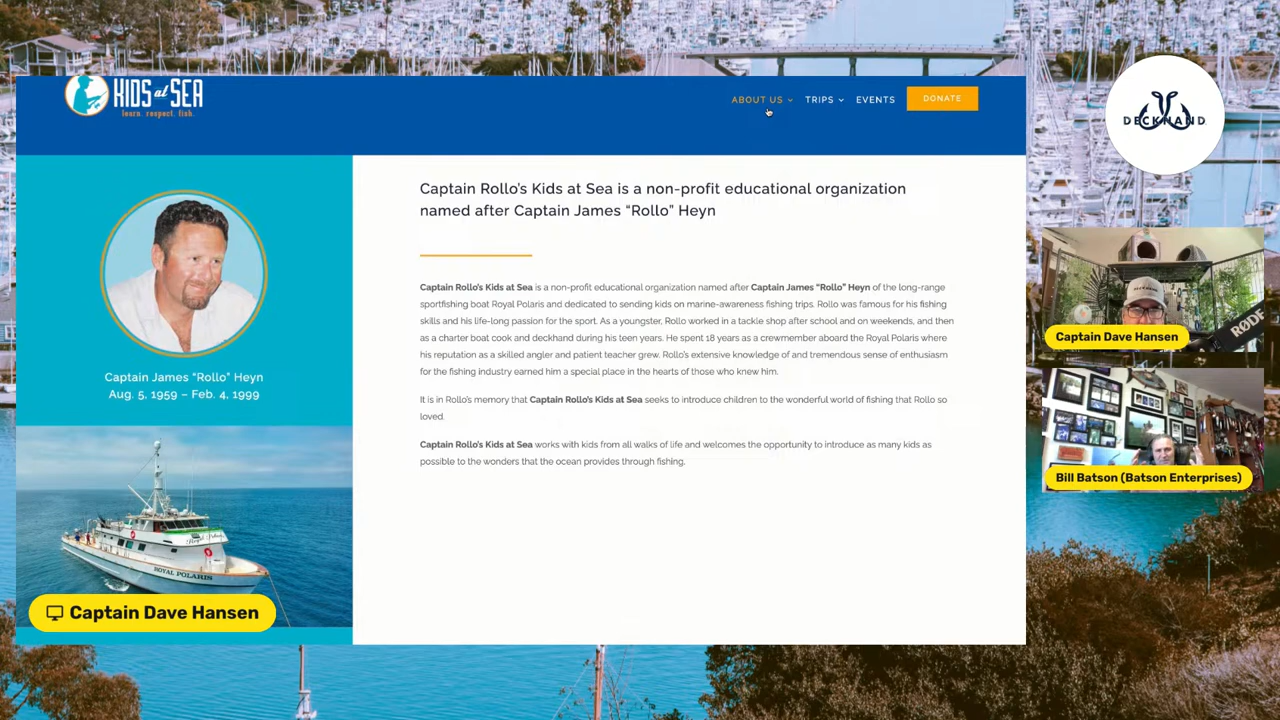 KIDS at SEA
learn. respect. fish.
ABOUT US TRIPS EVENTS DONATE
DECKHAND
Captain Rollo's Kids at Sea is a non-profit educational organization
named after Captain James “Rollo” Heyn
Captain James “Rollo” Heyn
Aug. 5, 1959 – Feb. 4, 1999
Captain Rollo's Kids at Sea is a non-profit educational organization named after Captain James “Rollo” Heyn of the long-range
sportfishing boat Royal Polaris and dedicated to sending kids on marine-awareness fishing trips. Rollo was famous for his fishing
skills and his life-long passion for the sport. As a youngster, Rollo worked in a tackle shop after school and on weekends, and then
as a charter boat cook and deckhand during his teen years. He spent 18 years as a crewmember aboard the Royal Polaris where
his reputation as a skilled angler and patient teacher grew. Rollo's extensive knowledge of and tremendous sense of enthusiasm
for the fishing industry earned him a special place in the hearts of those who knew him.
It is in Rollo's memory that Captain Rollo's Kids at Sea seeks to introduce children to the wonderful world of fishing that Rollo so
loved.
Captain Rollo's Kids at Sea works with kids from all walks of life and welcomes the opportunity to introduce as many kids as
possible to the wonders that the ocean provides through fishing.
ROYAL POLARIS
Captain Dave Hansen
Captain Dave Hansen
Bill Batson (Batson Enterprises)